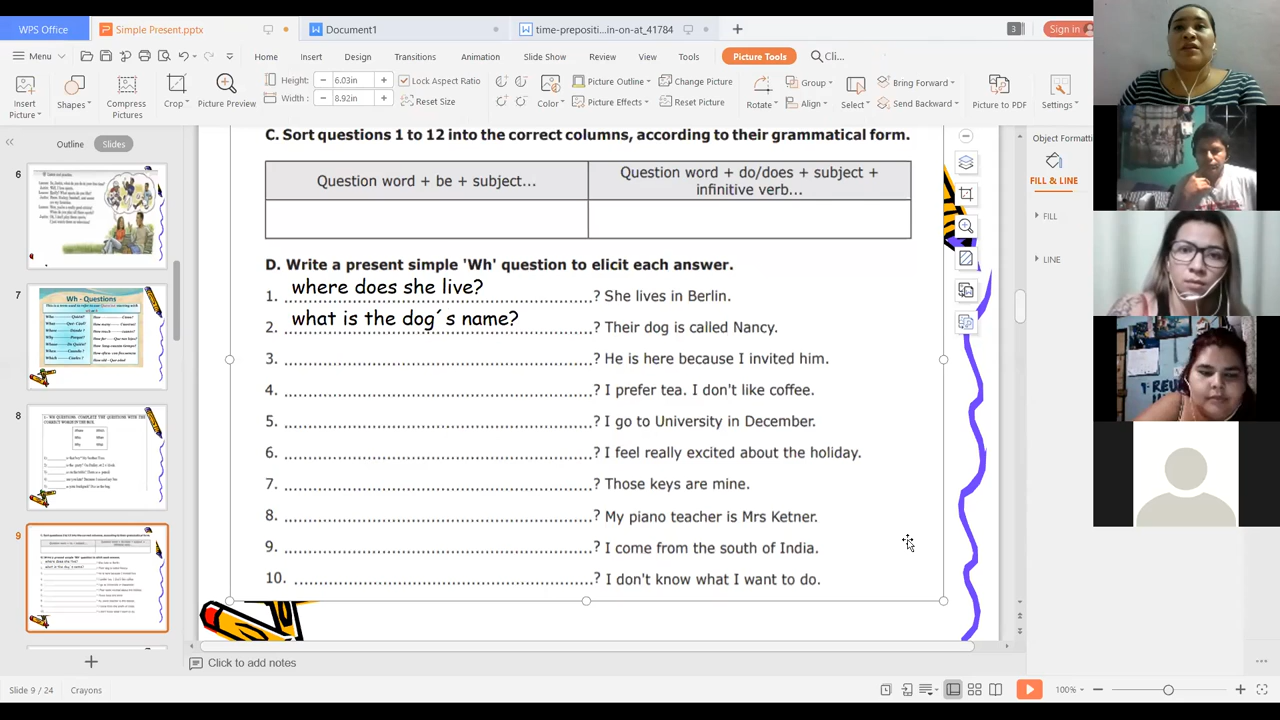 WPS Office
Simple Present.pptx
Document1
time-prepositi...in-on-at_41784
3
Sign in
Menu
Home
Insert
Design
Transitions
Animation
Slide Show
Review
View
Tools
Picture Tools
Cli...
Insert Picture
Shapes
Compress Pictures
Crop
Picture Preview
Height: 6.03in
Width: 8.92in
Lock Aspect Ratio
Reset Size
Color
Picture Outline
Picture Effects
Change Picture
Reset Picture
Rotate
Group
Align
Select
Bring Forward
Send Backward
Picture to PDF
Settings
Outline
Slides
6
7
Wh - Questions
8
9
C. Sort questions 1 to 12 into the correct columns, according to their grammatical form.
Question word + be + subject...
Question word + do/does + subject + infinitive verb...
D. Write a present simple 'Wh' question to elicit each answer.
where does she live?
1. ............................................................? She lives in Berlin.
what is the dog´s name?
2. ............................................................? Their dog is called Nancy.
3. ............................................................? He is here because I invited him.
4. ............................................................? I prefer tea. I don't like coffee.
5. ............................................................? I go to University in December.
6. ............................................................? I feel really excited about the holiday.
7. ............................................................? Those keys are mine.
8. ............................................................? My piano teacher is Mrs Ketner.
9. ............................................................? I come from the south of India.
10. ............................................................? I don't know what I want to do.
Object Formatti
FILL & LINE
FILL
LINE
Click to add notes
Slide 9 / 24
Crayons
100%